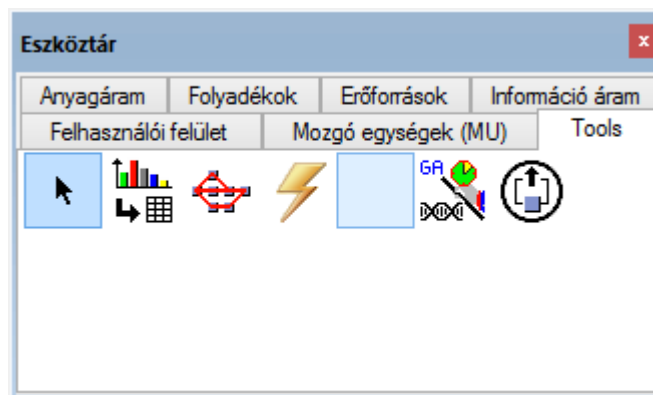 Eszköztár
x
Anyagáram Folyadékok Erőforrások Információ áram
Felhasználói felület Mozgó egységek (MU) Tools
GA